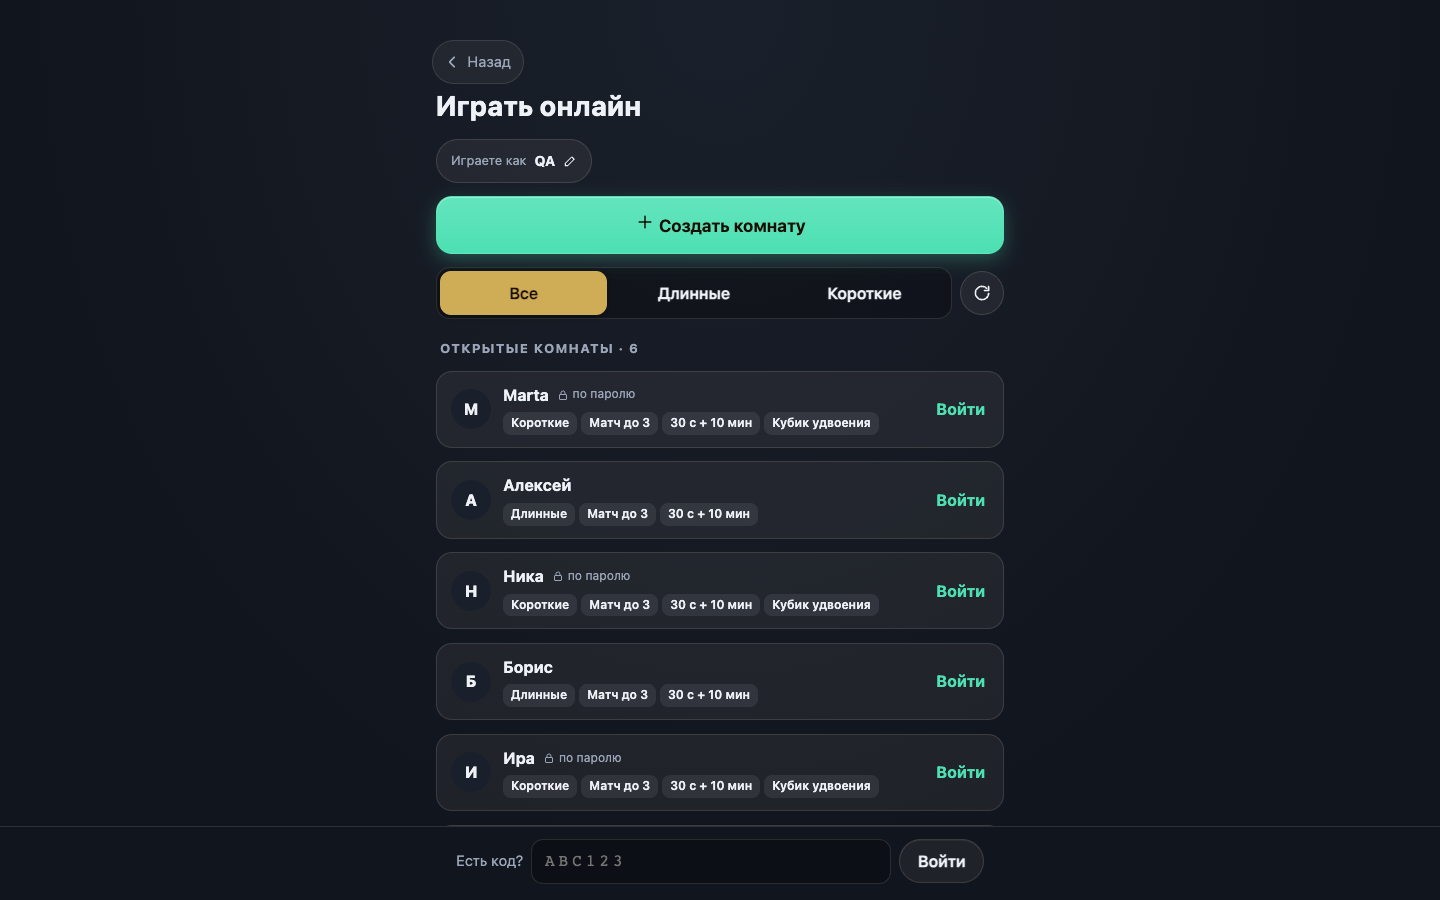 Назад
Играть онлайн
Играете как QA
+ Создать комнату
Все Длинные Короткие
ОТКРЫТЫЕ КОМНАТЫ · 6
M Marta по паролю Войти
Короткие Матч до 3 30 с + 10 мин Кубик удвоения
А Алексей Войти
Длинные Матч до 3 30 с + 10 мин
Н Ника по паролю Войти
Короткие Матч до 3 30 с + 10 мин Кубик удвоения
Б Борис Войти
Длинные Матч до 3 30 с + 10 мин
И Ира по паролю Войти
Короткие Матч до 3 30 с + 10 мин Кубик удвоения
Есть код? ABC123 Войти